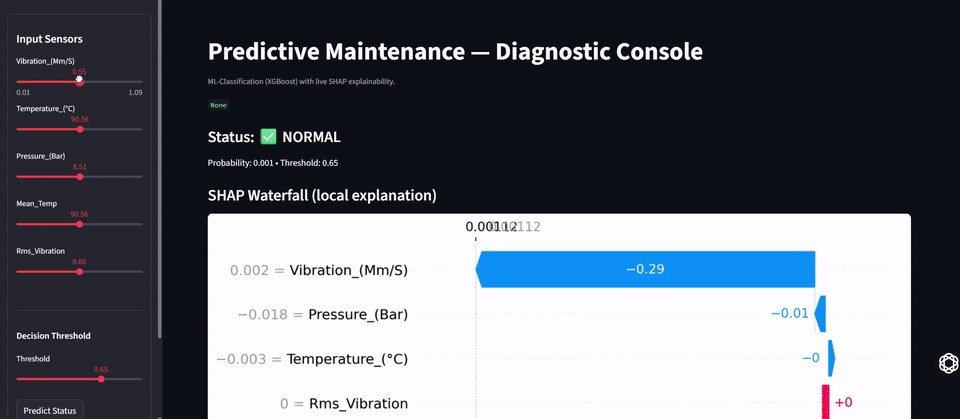 Input Sensors
Vibration_(Mm/S)
0.55
0.01 1.09
Temperature_(°C)
90.56
Pressure_(Bar)
8.51
Mean_Temp
90.56
Rms_Vibration
0.60
Decision Threshold
Threshold
0.65
Predict Status
Predictive Maintenance — Diagnostic Console
ML-Classification (XGBoost) with live SHAP explainability.
None
Status: ✅ NORMAL
Probability: 0.001 • Threshold: 0.65
SHAP Waterfall (local explanation)
0.002 = Vibration_(Mm/S) −0.29
−0.018 = Pressure_(Bar) −0.01
−0.003 = Temperature_(°C) −0
0 = Rms_Vibration +0